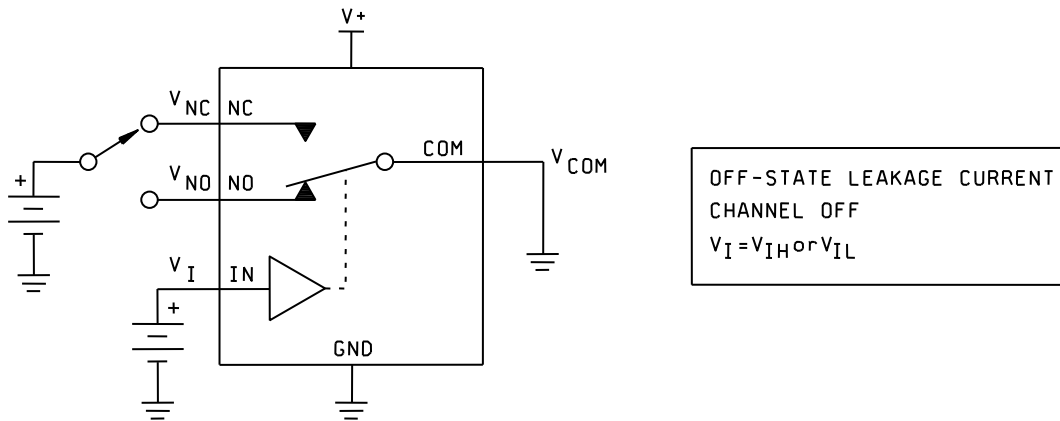 V+
VNC NC
+
VNO NO
COM
VCOM
VI IN
+
GND
OFF-STATE LEAKAGE CURRENT
CHANNEL OFF
VI=VIH or VIL